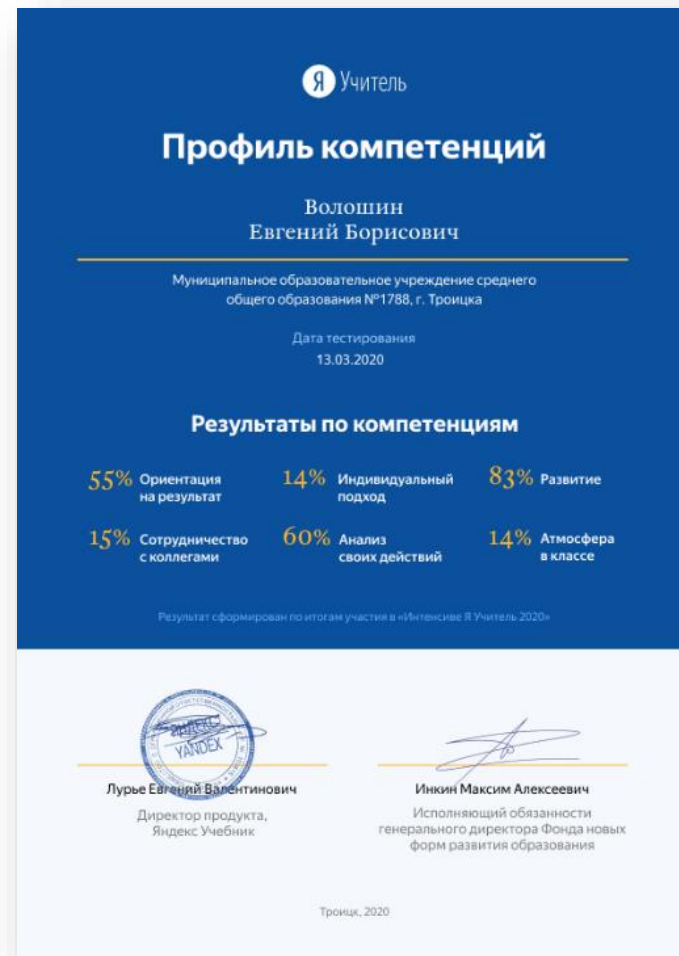 Я Учитель
Профиль компетенций
Волошин
Евгений Борисович
Муниципальное образовательное учреждение среднего
общего образования №1788, г. Троицка
Дата тестирования
13.03.2020
Результаты по компетенциям
55% Ориентация
на результат
14% Индивидуальный
подход
83% Развитие
15% Сотрудничество
с коллегами
60% Анализ
своих действий
14% Атмосфера
в классе
Результат сформирован по итогам участия в «Интенсиве Я Учитель 2020»
ЯНДЕКС
YANDEX
Лурье Евгений Валентинович
Директор продукта,
Яндекс Учебник
Инкин Максим Алексеевич
Исполняющий обязанности
генерального директора Фонда новых
форм развития образования
Троицк, 2020